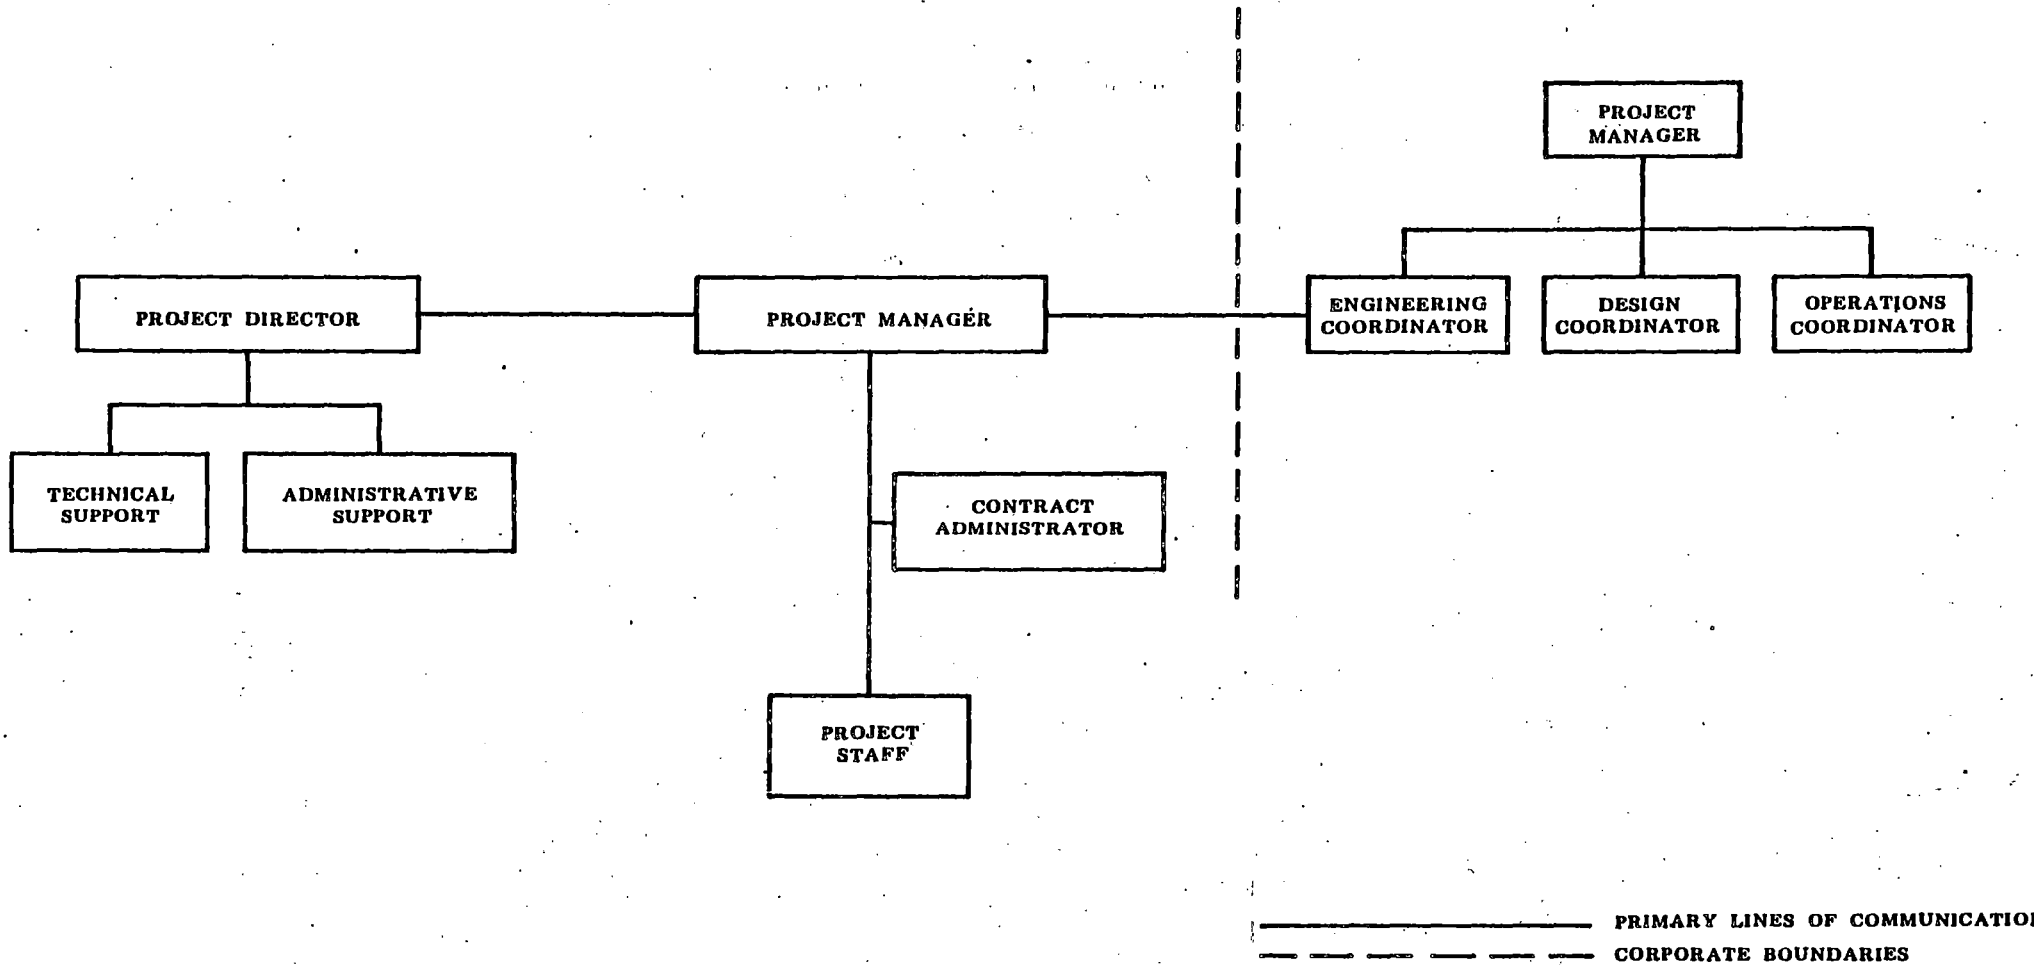 PROJECT
MANAGER
PROJECT DIRECTOR
PROJECT MANAGER
ENGINEERING
COORDINATOR
DESIGN
COORDINATOR
OPERATIONS
COORDINATOR
TECHNICAL
SUPPORT
ADMINISTRATIVE
SUPPORT
CONTRACT
ADMINISTRATOR
PROJECT
STAFF
PRIMARY LINES OF COMMUNICATION
CORPORATE BOUNDARIES